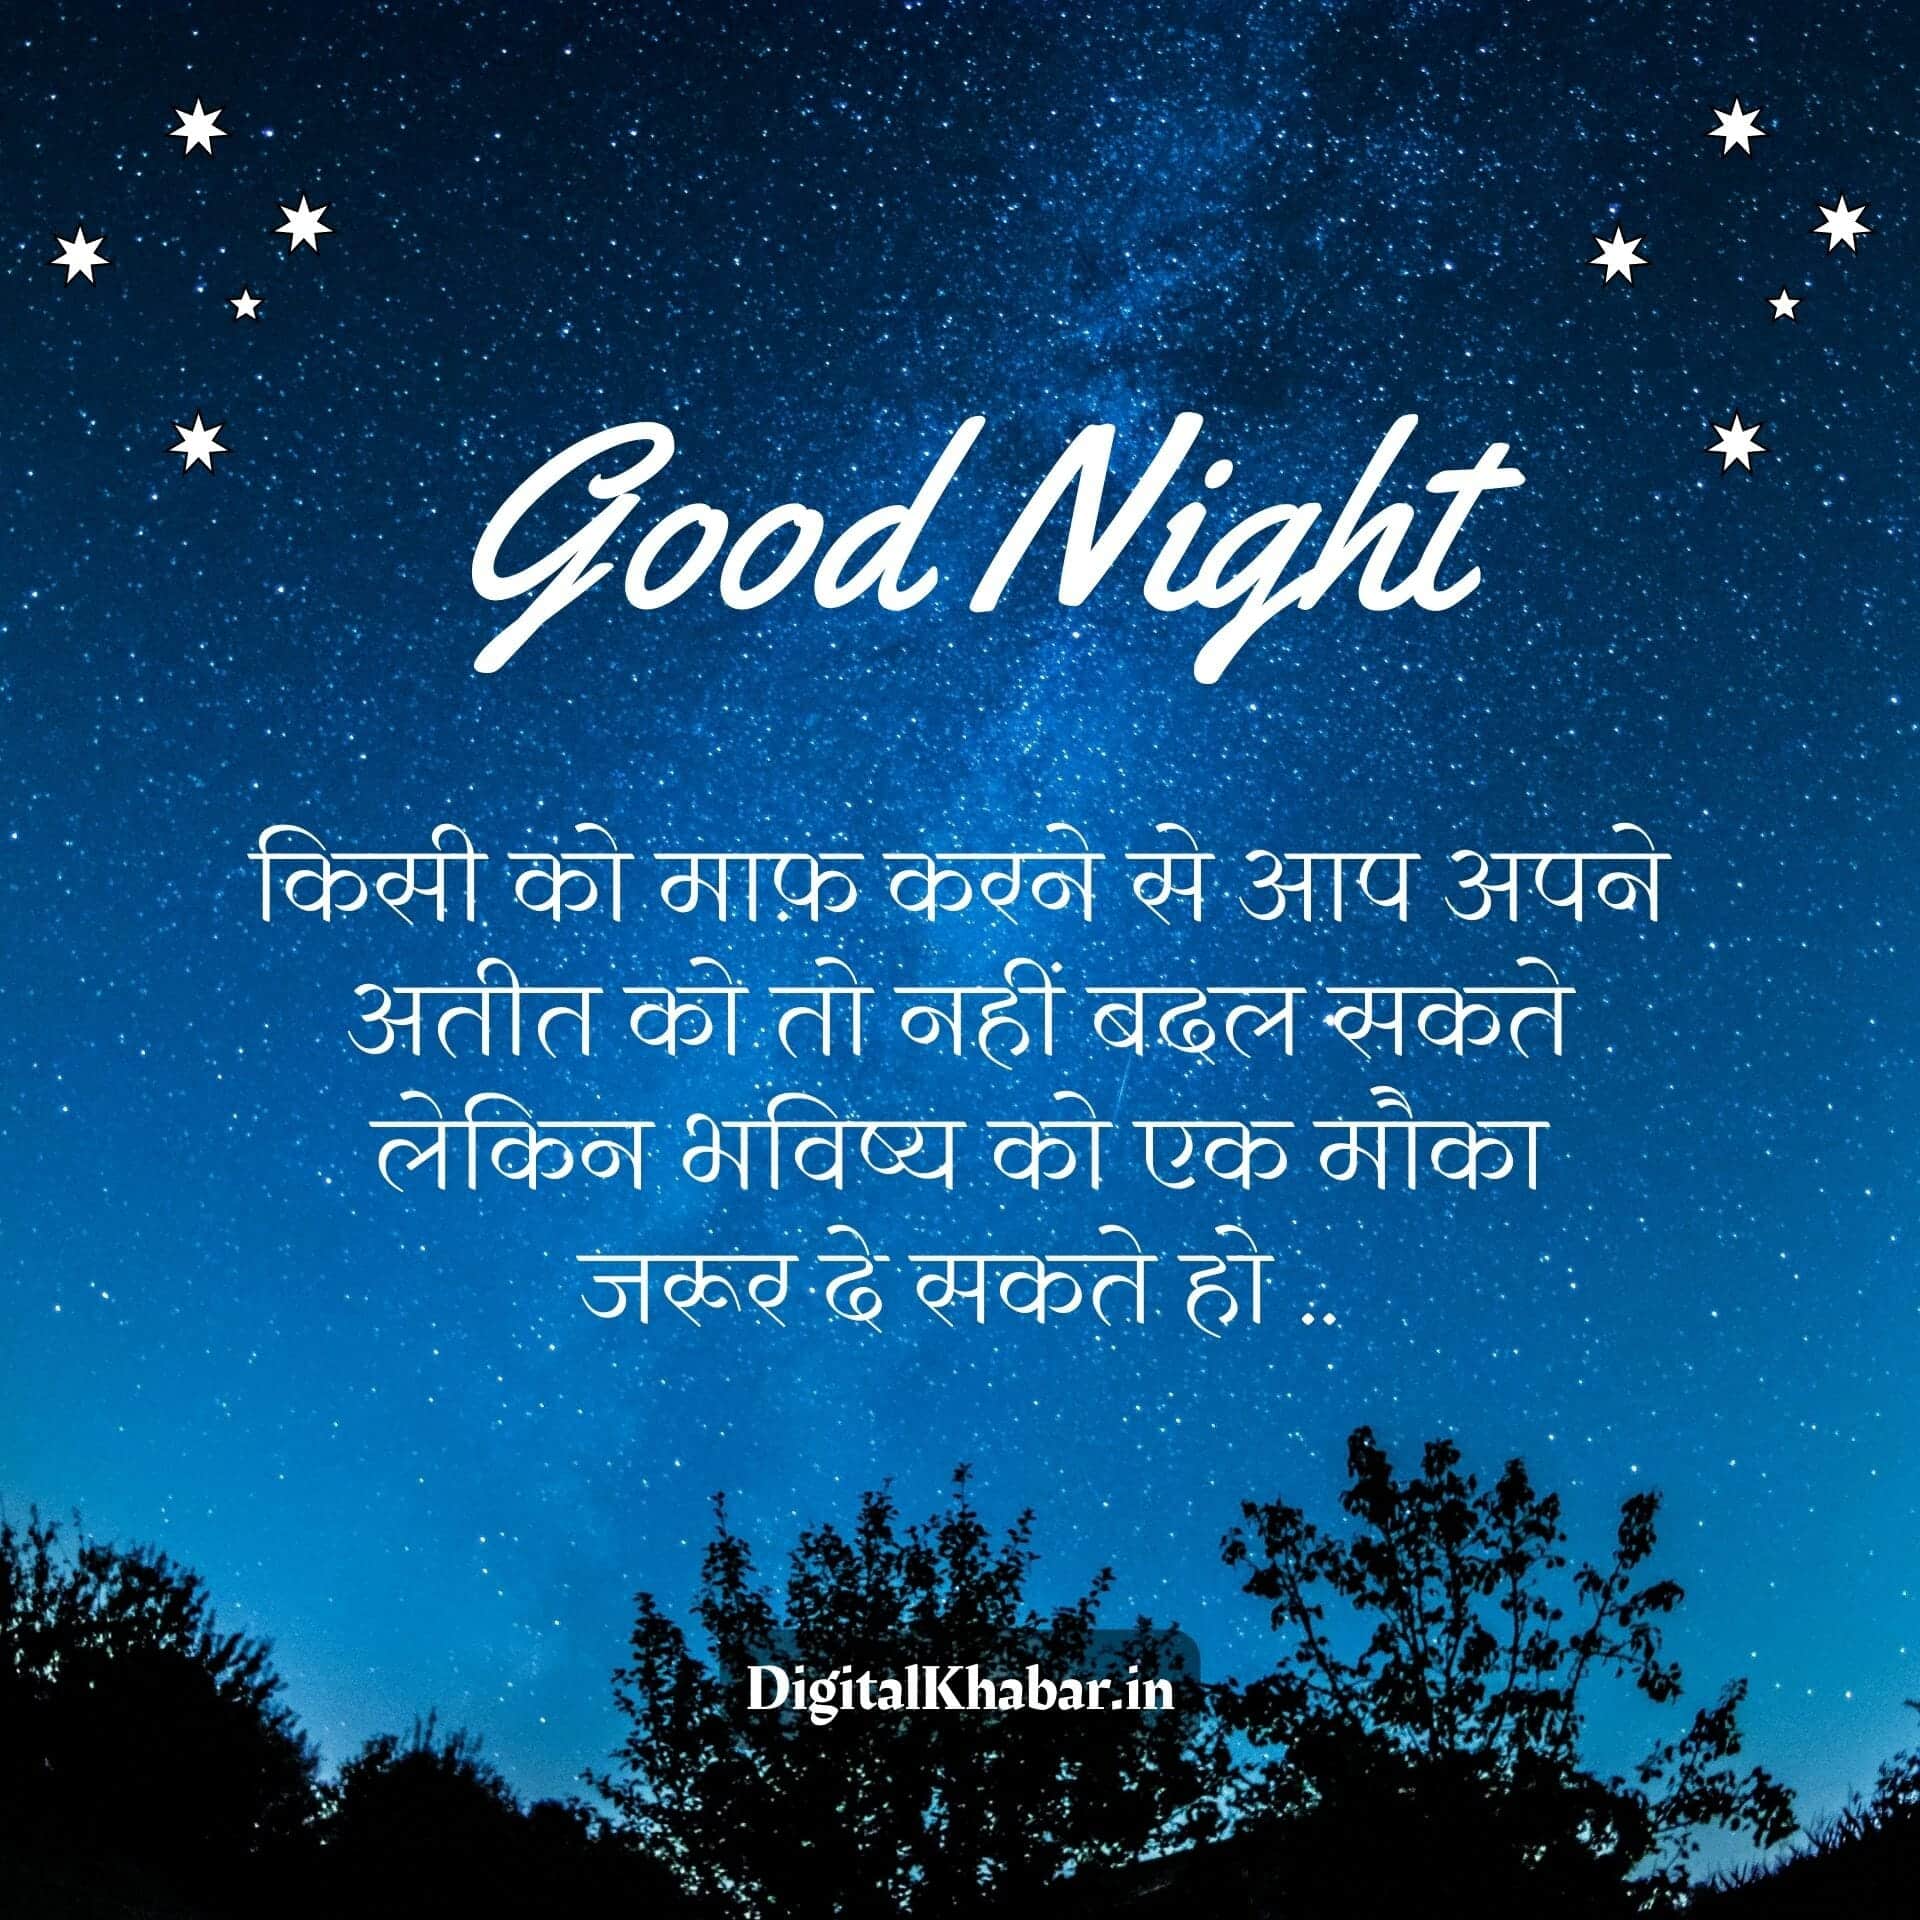 Good Night
किसी को माफ़ करने से आप अपने
अतीत को तो नहीं बदल सकते
लेकिन भविष्य को एक मौका
जरूर दे सकते हो ..
DigitalKhabar.in